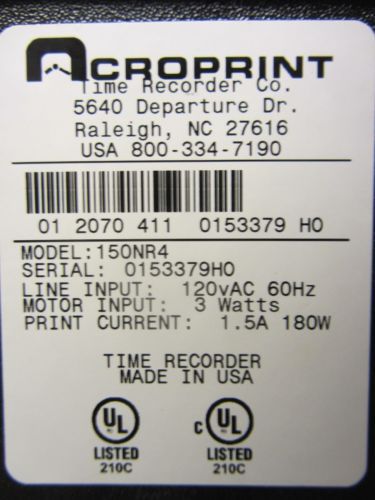 ACROPRINT
Time Recorder Co.
5640 Departure Dr.
Raleigh, NC 27616
USA 800-334-7190
01 2070 411 0153379 HO
MODEL:150NR4
SERIAL: 0153379HO
LINE INPUT: 120vAC 60Hz
MOTOR INPUT: 3 Watts
PRINT CURRENT: 1.5A 180W
TIME RECORDER
MADE IN USA
UL
LISTED
210C
C UL
LISTED
210C